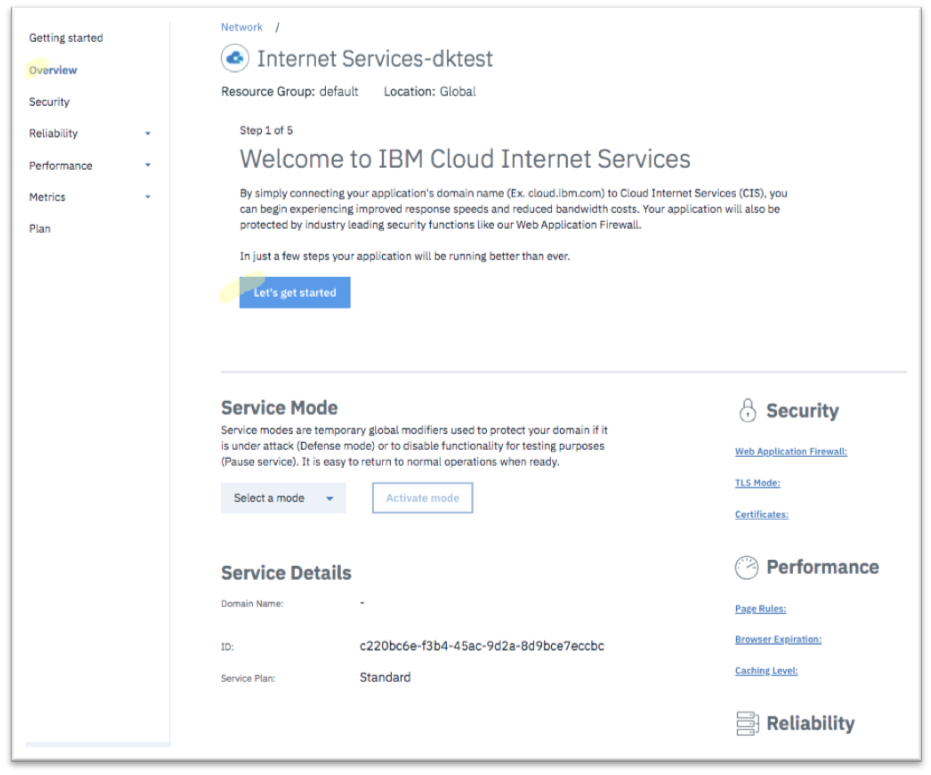 Getting started
Overview
Security
Reliability
Performance
Metrics
Plan
Network /
Internet Services-dktest
Resource Group: default Location: Global
Step 1 of 5
Welcome to IBM Cloud Internet Services
By simply connecting your application's domain name (Ex. cloud.ibm.com) to Cloud Internet Services (CIS), you
can begin experiencing improved response speeds and reduced bandwidth costs. Your application will also be
protected by industry leading security functions like our Web Application Firewall.
In just a few steps your application will be running better than ever.
Let's get started
Service Mode
Service modes are temporary global modifiers used to protect your domain if it
is under attack (Defense mode) or to disable functionality for testing purposes
(Pause service). It is easy to return to normal operations when ready.
Select a mode
Activate mode
Service Details
Domain Name: -
ID: c220bc6e-f3b4-45ac-9d2a-8d9bce7eccbc
Service Plan: Standard
Security
Web Application Firewall:
TLS Mode:
Certificates:
Performance
Page Rules:
Browser Expiration:
Caching Level:
Reliability